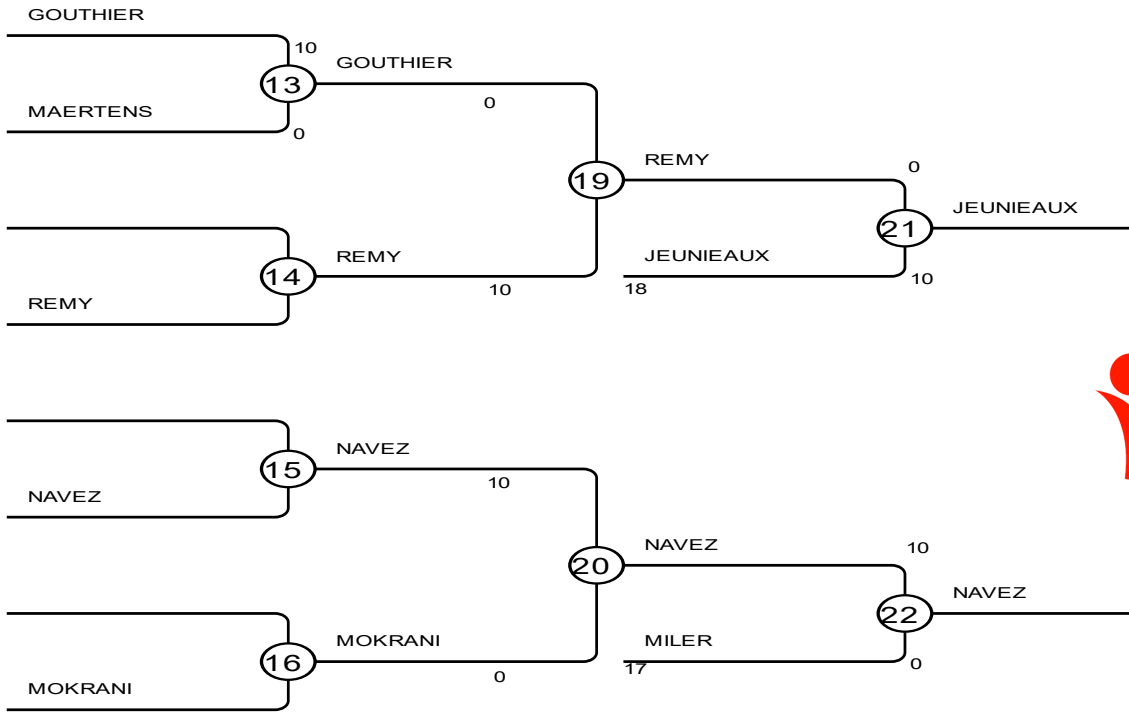 GOUTHIER
10
13
GOUTHIER
0
MAERTENS
0
19
REMY
0
21
JEUNIEAUX
14
REMY
10
JEUNIEAUX
18
10
REMY
15
NAVEZ
10
NAVEZ
20
NAVEZ
10
22
NAVEZ
16
MOKRANI
0
MILER
17
0
MOKRANI